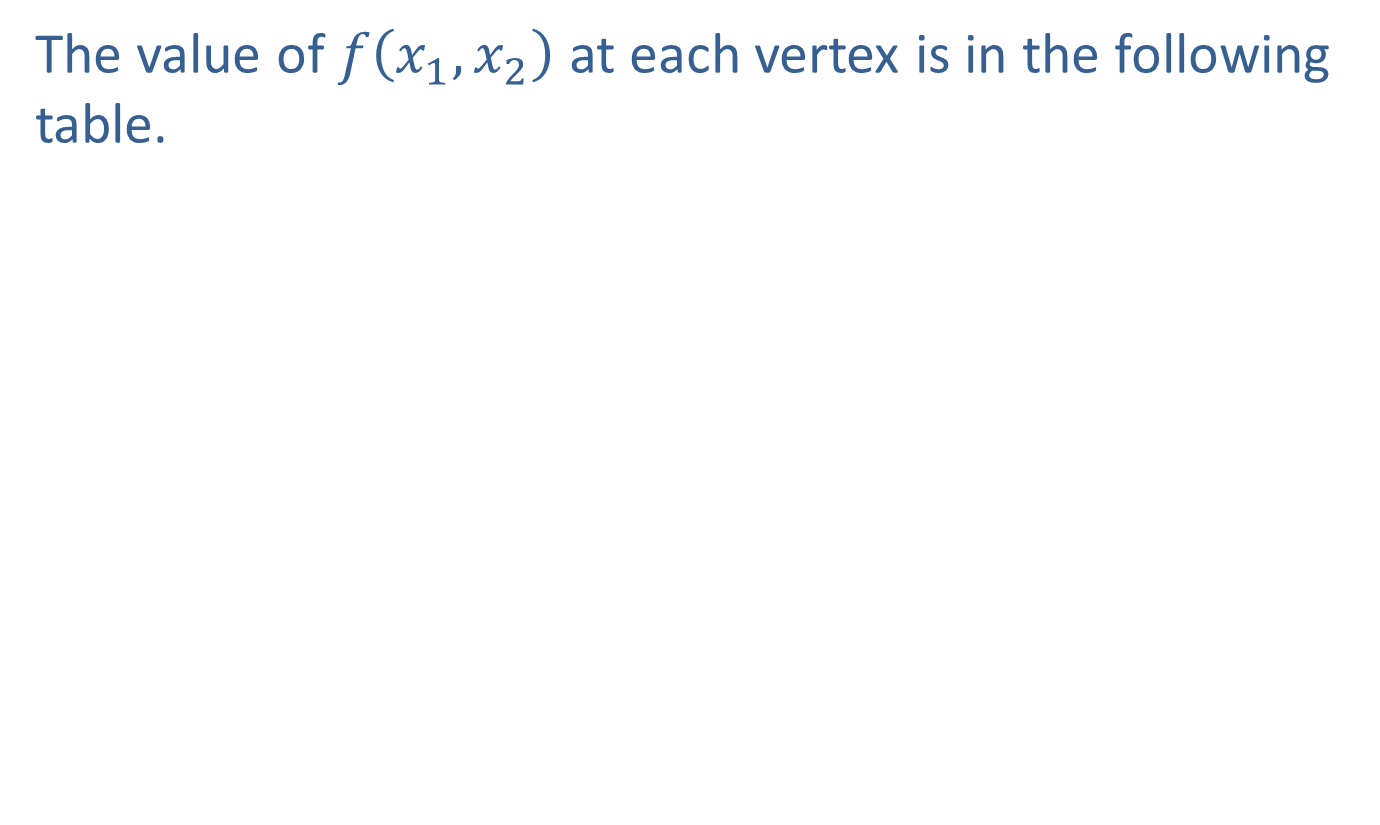 The value of 𝑓(𝑥₁, 𝑥₂) at each vertex is in the following
table.